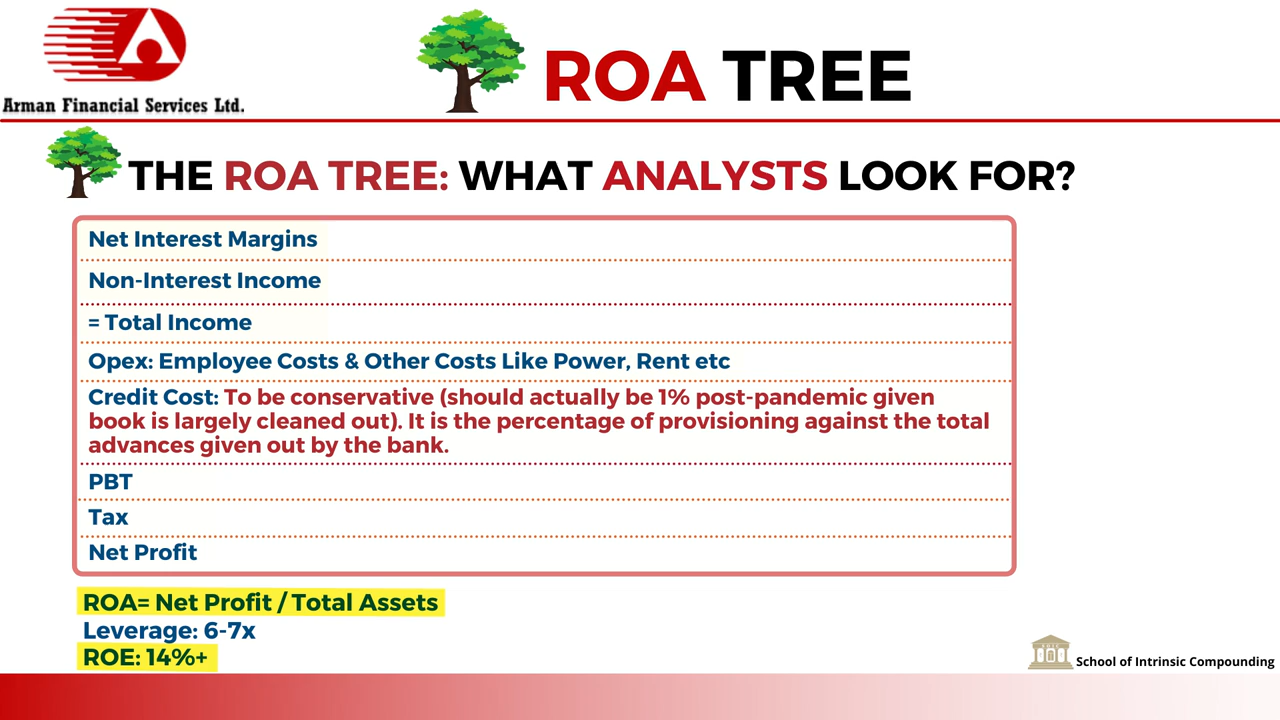 Arman Financial Services Ltd.
ROA TREE
THE ROA TREE: WHAT ANALYSTS LOOK FOR?
Net Interest Margins
Non-Interest Income
= Total Income
Opex: Employee Costs & Other Costs Like Power, Rent etc
Credit Cost: To be conservative (should actually be 1% post-pandemic given
book is largely cleaned out). It is the percentage of provisioning against the total
advances given out by the bank.
PBT
Tax
Net Profit
ROA= Net Profit / Total Assets
Leverage: 6-7x
ROE: 14%+
School of Intrinsic Compounding